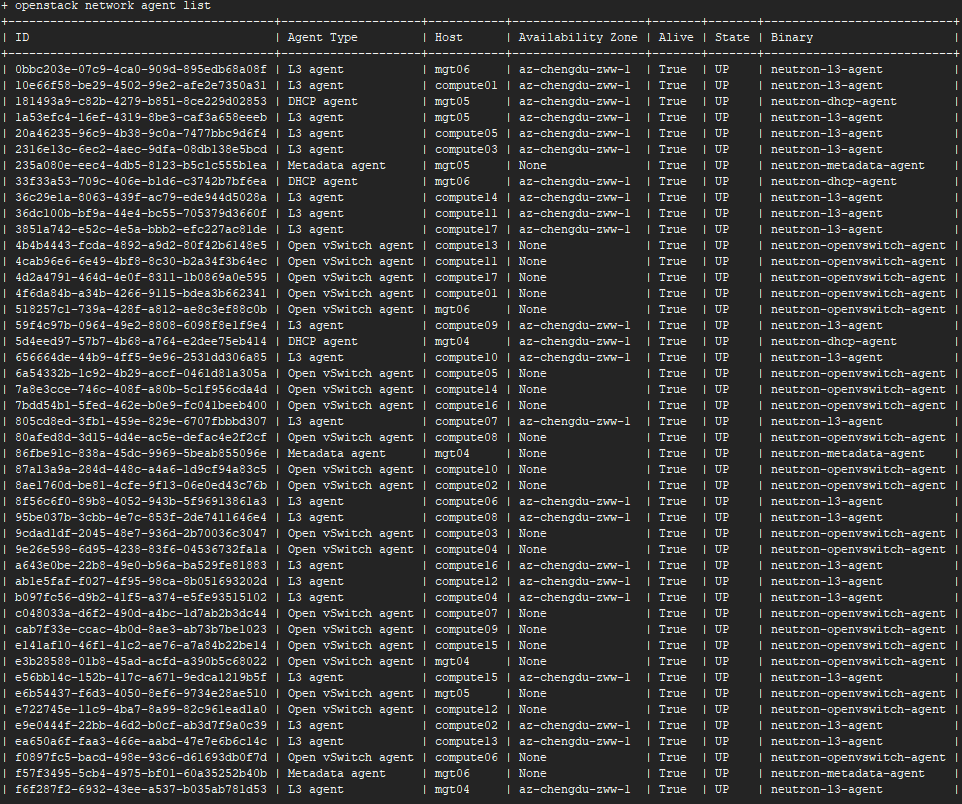 + openstack network agent list
| ID | Agent Type | Host | Availability Zone | Alive | State | Binary |
| 0bbc203e-07c9-4ca0-909d-895edb68a08f | L3 agent | mgt06 | az-chengdu-zww-1 | True | UP | neutron-l3-agent |
| 10e66f58-be29-4502-99e2-afe2e7350a31 | L3 agent | compute01 | az-chengdu-zww-1 | True | UP | neutron-l3-agent |
| 181493a9-c82b-4279-b851-8ce229d02853 | DHCP agent | mgt05 | az-chengdu-zww-1 | True | UP | neutron-dhcp-agent |
| 1a53efc4-16ef-4319-8be3-caf3a658eeeb | L3 agent | mgt05 | az-chengdu-zww-1 | True | UP | neutron-l3-agent |
| 20a46235-96c9-4b38-9c0a-7477bbc9d6f4 | L3 agent | compute05 | az-chengdu-zww-1 | True | UP | neutron-l3-agent |
| 2316e13c-6ec2-4aec-9dfa-08db138e5bcd | L3 agent | compute03 | az-chengdu-zww-1 | True | UP | neutron-l3-agent |
| 235a080e-eec4-4db5-8123-b5c1c555b1ea | Metadata agent | mgt05 | None | True | UP | neutron-metadata-agent |
| 33f33a53-709c-406e-b1d6-c3742b7bf6ea | DHCP agent | mgt06 | az-chengdu-zww-1 | True | UP | neutron-dhcp-agent |
| 36c29e1a-8063-439f-ac79-ede944d5028a | L3 agent | compute14 | az-chengdu-zww-1 | True | UP | neutron-l3-agent |
| 36dc100b-bf9a-44e4-bc55-705379d3660f | L3 agent | compute11 | az-chengdu-zww-1 | True | UP | neutron-l3-agent |
| 3851a742-e52c-4e5a-bbb2-efc227ac81de | L3 agent | compute17 | az-chengdu-zww-1 | True | UP | neutron-l3-agent |
| 4b4b4443-fcda-4892-a9d2-80f42b6148e5 | Open vSwitch agent | compute13 | None | True | UP | neutron-openvswitch-agent |
| 4cab96e6-6e49-4bf8-8c30-b2a34f3b64ec | Open vSwitch agent | compute11 | None | True | UP | neutron-openvswitch-agent |
| 4d2a4791-464d-4e0f-8311-1b0869a0e595 | Open vSwitch agent | compute17 | None | True | UP | neutron-openvswitch-agent |
| 4f6da84b-a34b-4266-9115-bdea3b662341 | Open vSwitch agent | compute01 | None | True | UP | neutron-openvswitch-agent |
| 518257c1-739a-428f-a812-ae8c3ef88c0b | Open vSwitch agent | mgt06 | None | True | UP | neutron-openvswitch-agent |
| 59f4c97b-0964-49e2-8808-6098f8e1f9e4 | L3 agent | compute09 | az-chengdu-zww-1 | True | UP | neutron-l3-agent |
| 5d4eed97-57b7-4b68-a764-e2dee75eb414 | DHCP agent | mgt04 | az-chengdu-zww-1 | True | UP | neutron-dhcp-agent |
| 656664de-44b9-4ff5-9e96-2531dd306a85 | L3 agent | compute10 | az-chengdu-zww-1 | True | UP | neutron-l3-agent |
| 6a54332b-1c92-4b29-accf-0461d81a305a | Open vSwitch agent | compute05 | None | True | UP | neutron-openvswitch-agent |
| 7a8e3cce-746c-408f-a80b-5c1f956cda4d | Open vSwitch agent | compute14 | None | True | UP | neutron-openvswitch-agent |
| 7bdd54b1-5fed-462e-b0e9-fc041beeb400 | Open vSwitch agent | compute16 | None | True | UP | neutron-openvswitch-agent |
| 805cd8ed-3fb1-459e-829e-6707fbbbd307 | L3 agent | compute07 | az-chengdu-zww-1 | True | UP | neutron-l3-agent |
| 80afed8d-3d15-4d4e-ac5e-defac4e2f2cf | Open vSwitch agent | compute08 | None | True | UP | neutron-openvswitch-agent |
| 86fbe91c-838a-45dc-9969-5beab855096e | Metadata agent | mgt04 | None | True | UP | neutron-metadata-agent |
| 87a13a9a-284d-448c-a4a6-1d9cf94a83c5 | Open vSwitch agent | compute10 | None | True | UP | neutron-openvswitch-agent |
| 8ae1760d-be81-4cfe-9f13-06e0ed43c76b | Open vSwitch agent | compute02 | None | True | UP | neutron-openvswitch-agent |
| 8f56c6f0-89b8-4052-943b-5f96913861a3 | L3 agent | compute06 | az-chengdu-zww-1 | True | UP | neutron-l3-agent |
| 95be037b-3cbb-4e7c-853f-2de7411646e4 | L3 agent | compute08 | az-chengdu-zww-1 | True | UP | neutron-l3-agent |
| 9cdad1df-2045-48e7-936d-2b70036c3047 | Open vSwitch agent | compute03 | None | True | UP | neutron-openvswitch-agent |
| 9e26e598-6d95-4238-83f6-04536732fa1a | Open vSwitch agent | compute04 | None | True | UP | neutron-openvswitch-agent |
| a643e0be-22b8-49e0-b96a-ba529fe81883 | L3 agent | compute16 | az-chengdu-zww-1 | True | UP | neutron-l3-agent |
| ab1e5faf-f027-4f95-98ca-8b051693202d | L3 agent | compute12 | az-chengdu-zww-1 | True | UP | neutron-l3-agent |
| b097fc56-d9b2-41f5-a374-e5fe93515102 | L3 agent | compute04 | az-chengdu-zww-1 | True | UP | neutron-l3-agent |
| c048033a-d6f2-490d-a4bc-1d7ab2b3dc44 | Open vSwitch agent | compute07 | None | True | UP | neutron-openvswitch-agent |
| cab7f33e-ccac-4b0d-8ae3-ab73b7be1023 | Open vSwitch agent | compute09 | None | True | UP | neutron-openvswitch-agent |
| e141af10-46f1-41c2-ae76-a7a84b22be14 | Open vSwitch agent | compute15 | None | True | UP | neutron-openvswitch-agent |
| e3b28588-01b8-45ad-acfd-a390b5c68022 | Open vSwitch agent | mgt04 | None | True | UP | neutron-openvswitch-agent |
| e56bb14c-152b-417c-a671-9edca1219b5f | L3 agent | compute15 | az-chengdu-zww-1 | True | UP | neutron-l3-agent |
| e6b54437-f6d3-4050-8ef6-9734e28ae510 | Open vSwitch agent | mgt05 | None | True | UP | neutron-openvswitch-agent |
| e722745e-11c9-4ba7-8a99-82c961ead1a0 | Open vSwitch agent | compute12 | None | True | UP | neutron-openvswitch-agent |
| e9e0444f-22bb-46d2-b0cf-ab3d7f9a0c39 | L3 agent | compute02 | az-chengdu-zww-1 | True | UP | neutron-l3-agent |
| ea650a6f-faa3-466e-aabd-47e7e6b6c14c | L3 agent | compute13 | az-chengdu-zww-1 | True | UP | neutron-l3-agent |
| f0897fc5-bacd-498e-93c6-d61693db0f7d | Open vSwitch agent | compute06 | None | True | UP | neutron-openvswitch-agent |
| f57f3495-5cb4-4975-bf01-60a35252b40b | Metadata agent | mgt06 | None | True | UP | neutron-metadata-agent |
| f6f287f2-6932-43ee-a537-b035ab781d53 | L3 agent | mgt04 | az-chengdu-zww-1 | True | UP | neutron-l3-agent |